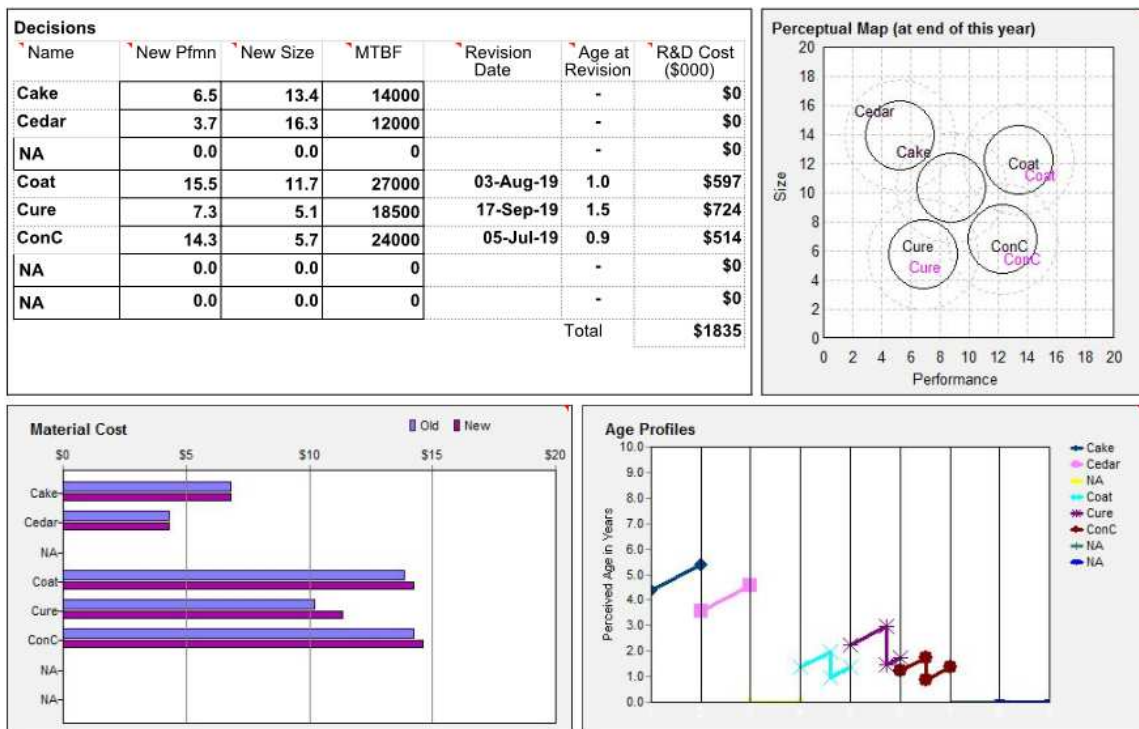 Decisions
Name New Pfmn New Size MTBF Revision Date Age at Revision R&D Cost ($000)
Cake 6.5 13.4 14000 - $0
Cedar 3.7 16.3 12000 - $0
NA 0.0 0.0 0 - $0
Coat 15.5 11.7 27000 03-Aug-19 1.0 $597
Cure 7.3 5.1 18500 17-Sep-19 1.5 $724
ConC 14.3 5.7 24000 05-Jul-19 0.9 $514
NA 0.0 0.0 0 - $0
NA 0.0 0.0 0 - $0
Total $1835
Perceptual Map (at end of this year)
20
18
16
14
12
10
8
6
4
2
0
Size
Cedar
Cake
Coat
Coat
Cure
Cure
ConC
ConC
0 2 4 6 8 10 12 14 16 18 20
Performance
Material Cost
Old New
$0 $5 $10 $15 $20
Cake
Cedar
NA
Coat
Cure
ConC
NA
NA
Age Profiles
10.0
9.0
8.0
7.0
6.0
5.0
4.0
3.0
2.0
1.0
0.0
Perceived Age in Years
Cake
Cedar
NA
Coat
Cure
ConC
NA
NA